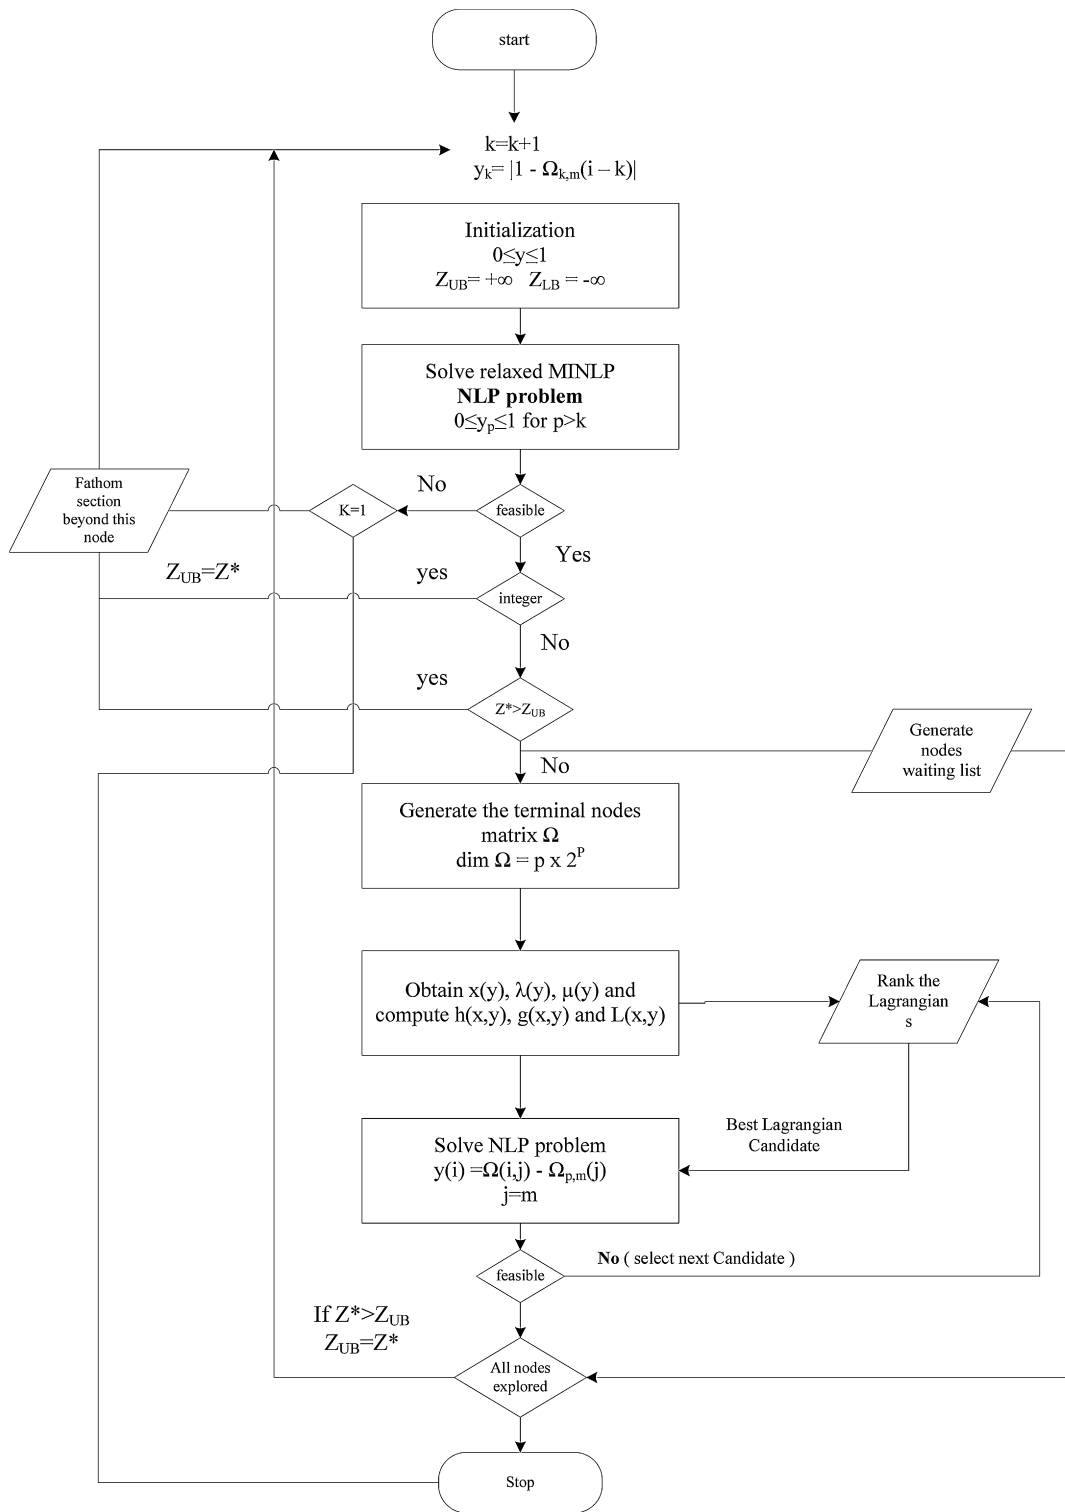 start
k=k+1
yk= |1 - Ωk,m(i – k)|
Initialization
0≤y≤1
ZUB= +∞ ZLB = -∞
Solve relaxed MINLP
NLP problem
0≤yp≤1 for p>k
No
feasible
K=1
Fathom
section
beyond this
node
Yes
ZUB=Z*
yes
integer
No
yes
Z*>ZUB
Generate
nodes
waiting list
No
Generate the terminal nodes
matrix Ω
dim Ω = p x 2^P
Obtain x(y), λ(y), μ(y) and
compute h(x,y), g(x,y) and L(x,y)
Rank the
Lagrangian
s
Best Lagrangian
Candidate
Solve NLP problem
y(i) =Ω(i,j) - Ωp,m(j)
j=m
No ( select next Candidate )
feasible
If Z*>ZUB
ZUB=Z*
All nodes
explored
Stop